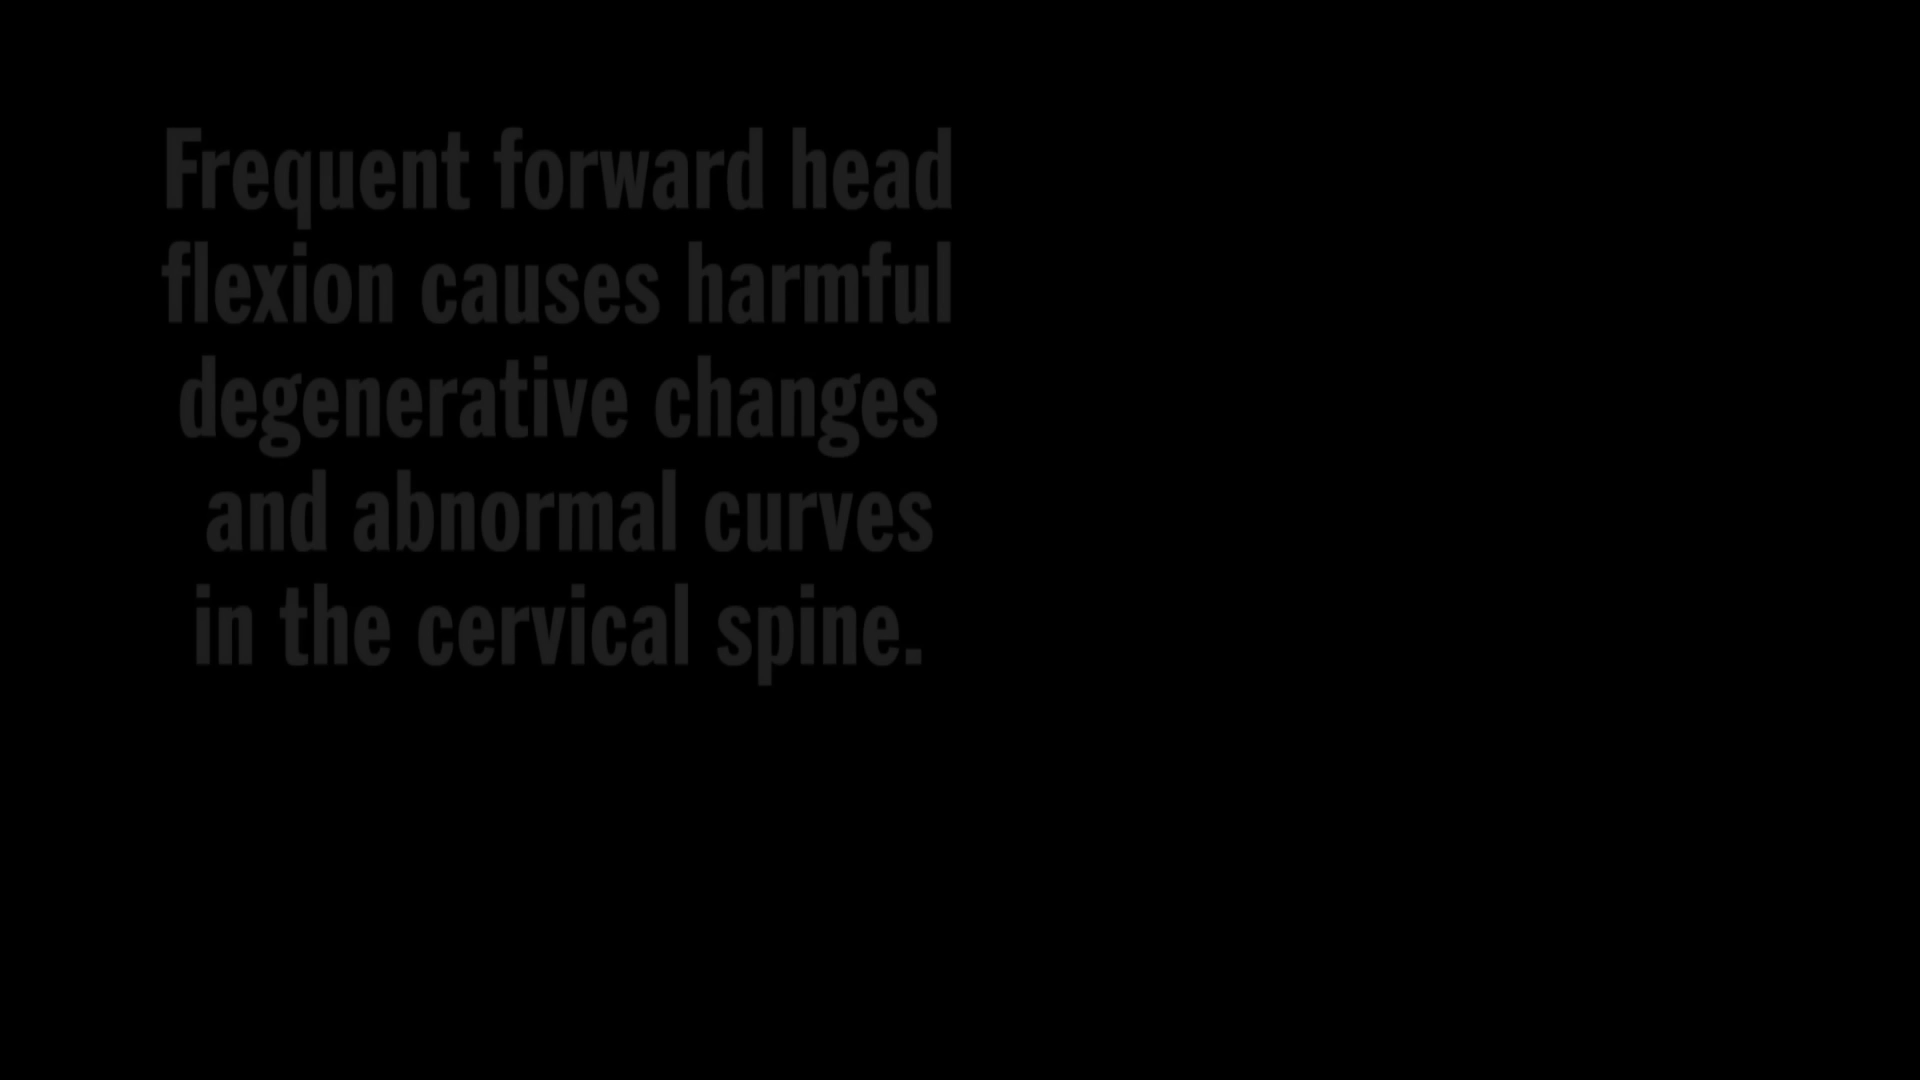 Frequent forward head
flexion causes harmful
degenerative changes
and abnormal curves
in the cervical spine.